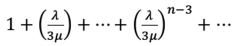 1 + (λ/3μ) + ⋯ + (λ/3μ)^{n−3} + ⋯